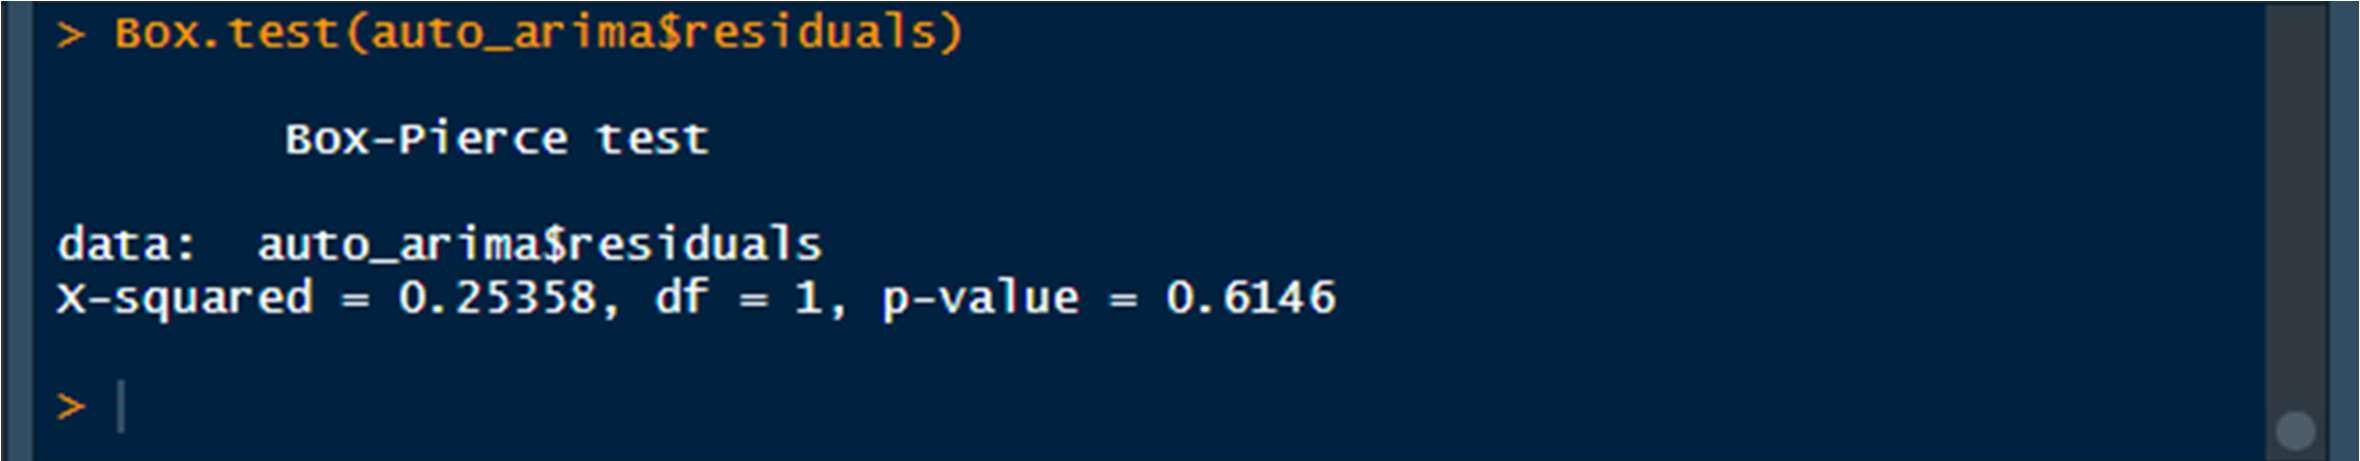 > Box.test(auto_arima$residuals)
Box-Pierce test
data:  auto_arima$residuals
X-squared = 0.25358, df = 1, p-value = 0.6146
>